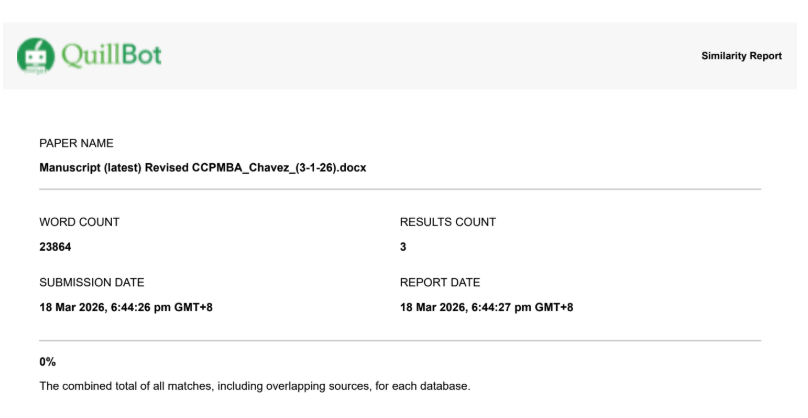 QuillBot
Similarity Report
PAPER NAME
Manuscript (latest) Revised CCPMBA_Chavez_(3-1-26).docx
WORD COUNT
RESULTS COUNT
23864
3
SUBMISSION DATE
REPORT DATE
18 Mar 2026, 6:44:26 pm GMT+8
18 Mar 2026, 6:44:27 pm GMT+8
0%
The combined total of all matches, including overlapping sources, for each database.